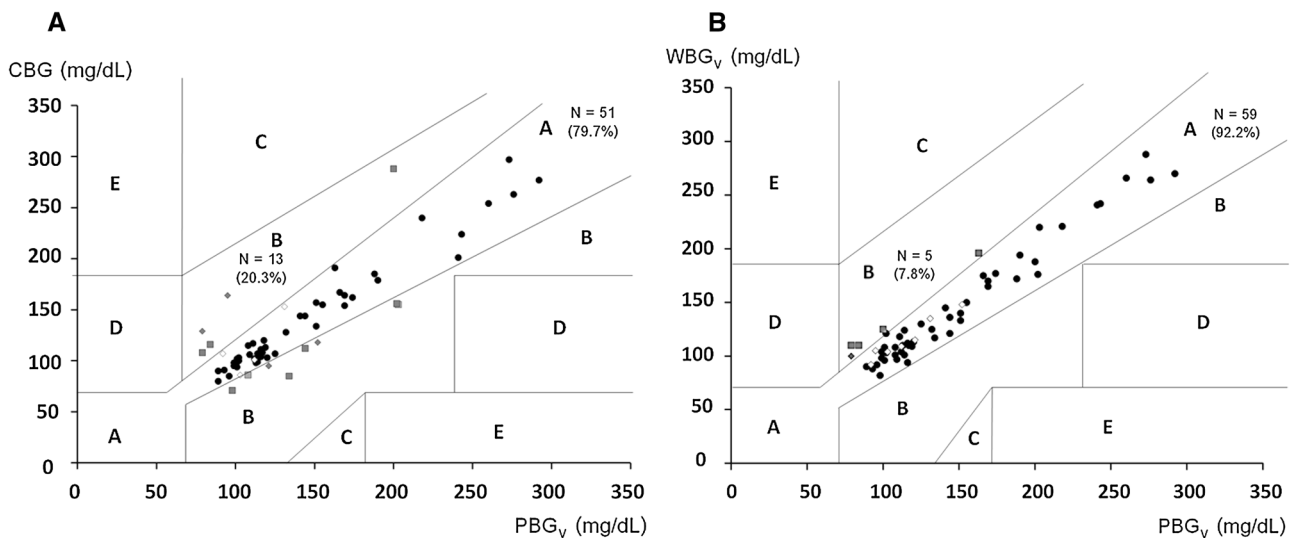 A
CBG (mg/dL)
350
300
250
200
150
100
50
0
0 50 100 150 200 250 300 350
PBGv (mg/dL)
E
C
A
N = 51
(79.7%)
B
N = 13
(20.3%)
B
D
D
A
B
C
E
B
WBGv (mg/dL)
350
300
250
200
150
100
50
0
0 50 100 150 200 250 300 350
PBGv (mg/dL)
E
C
A
N = 59
(92.2%)
B
N = 5
(7.8%)
B
D
D
A
B
C
E